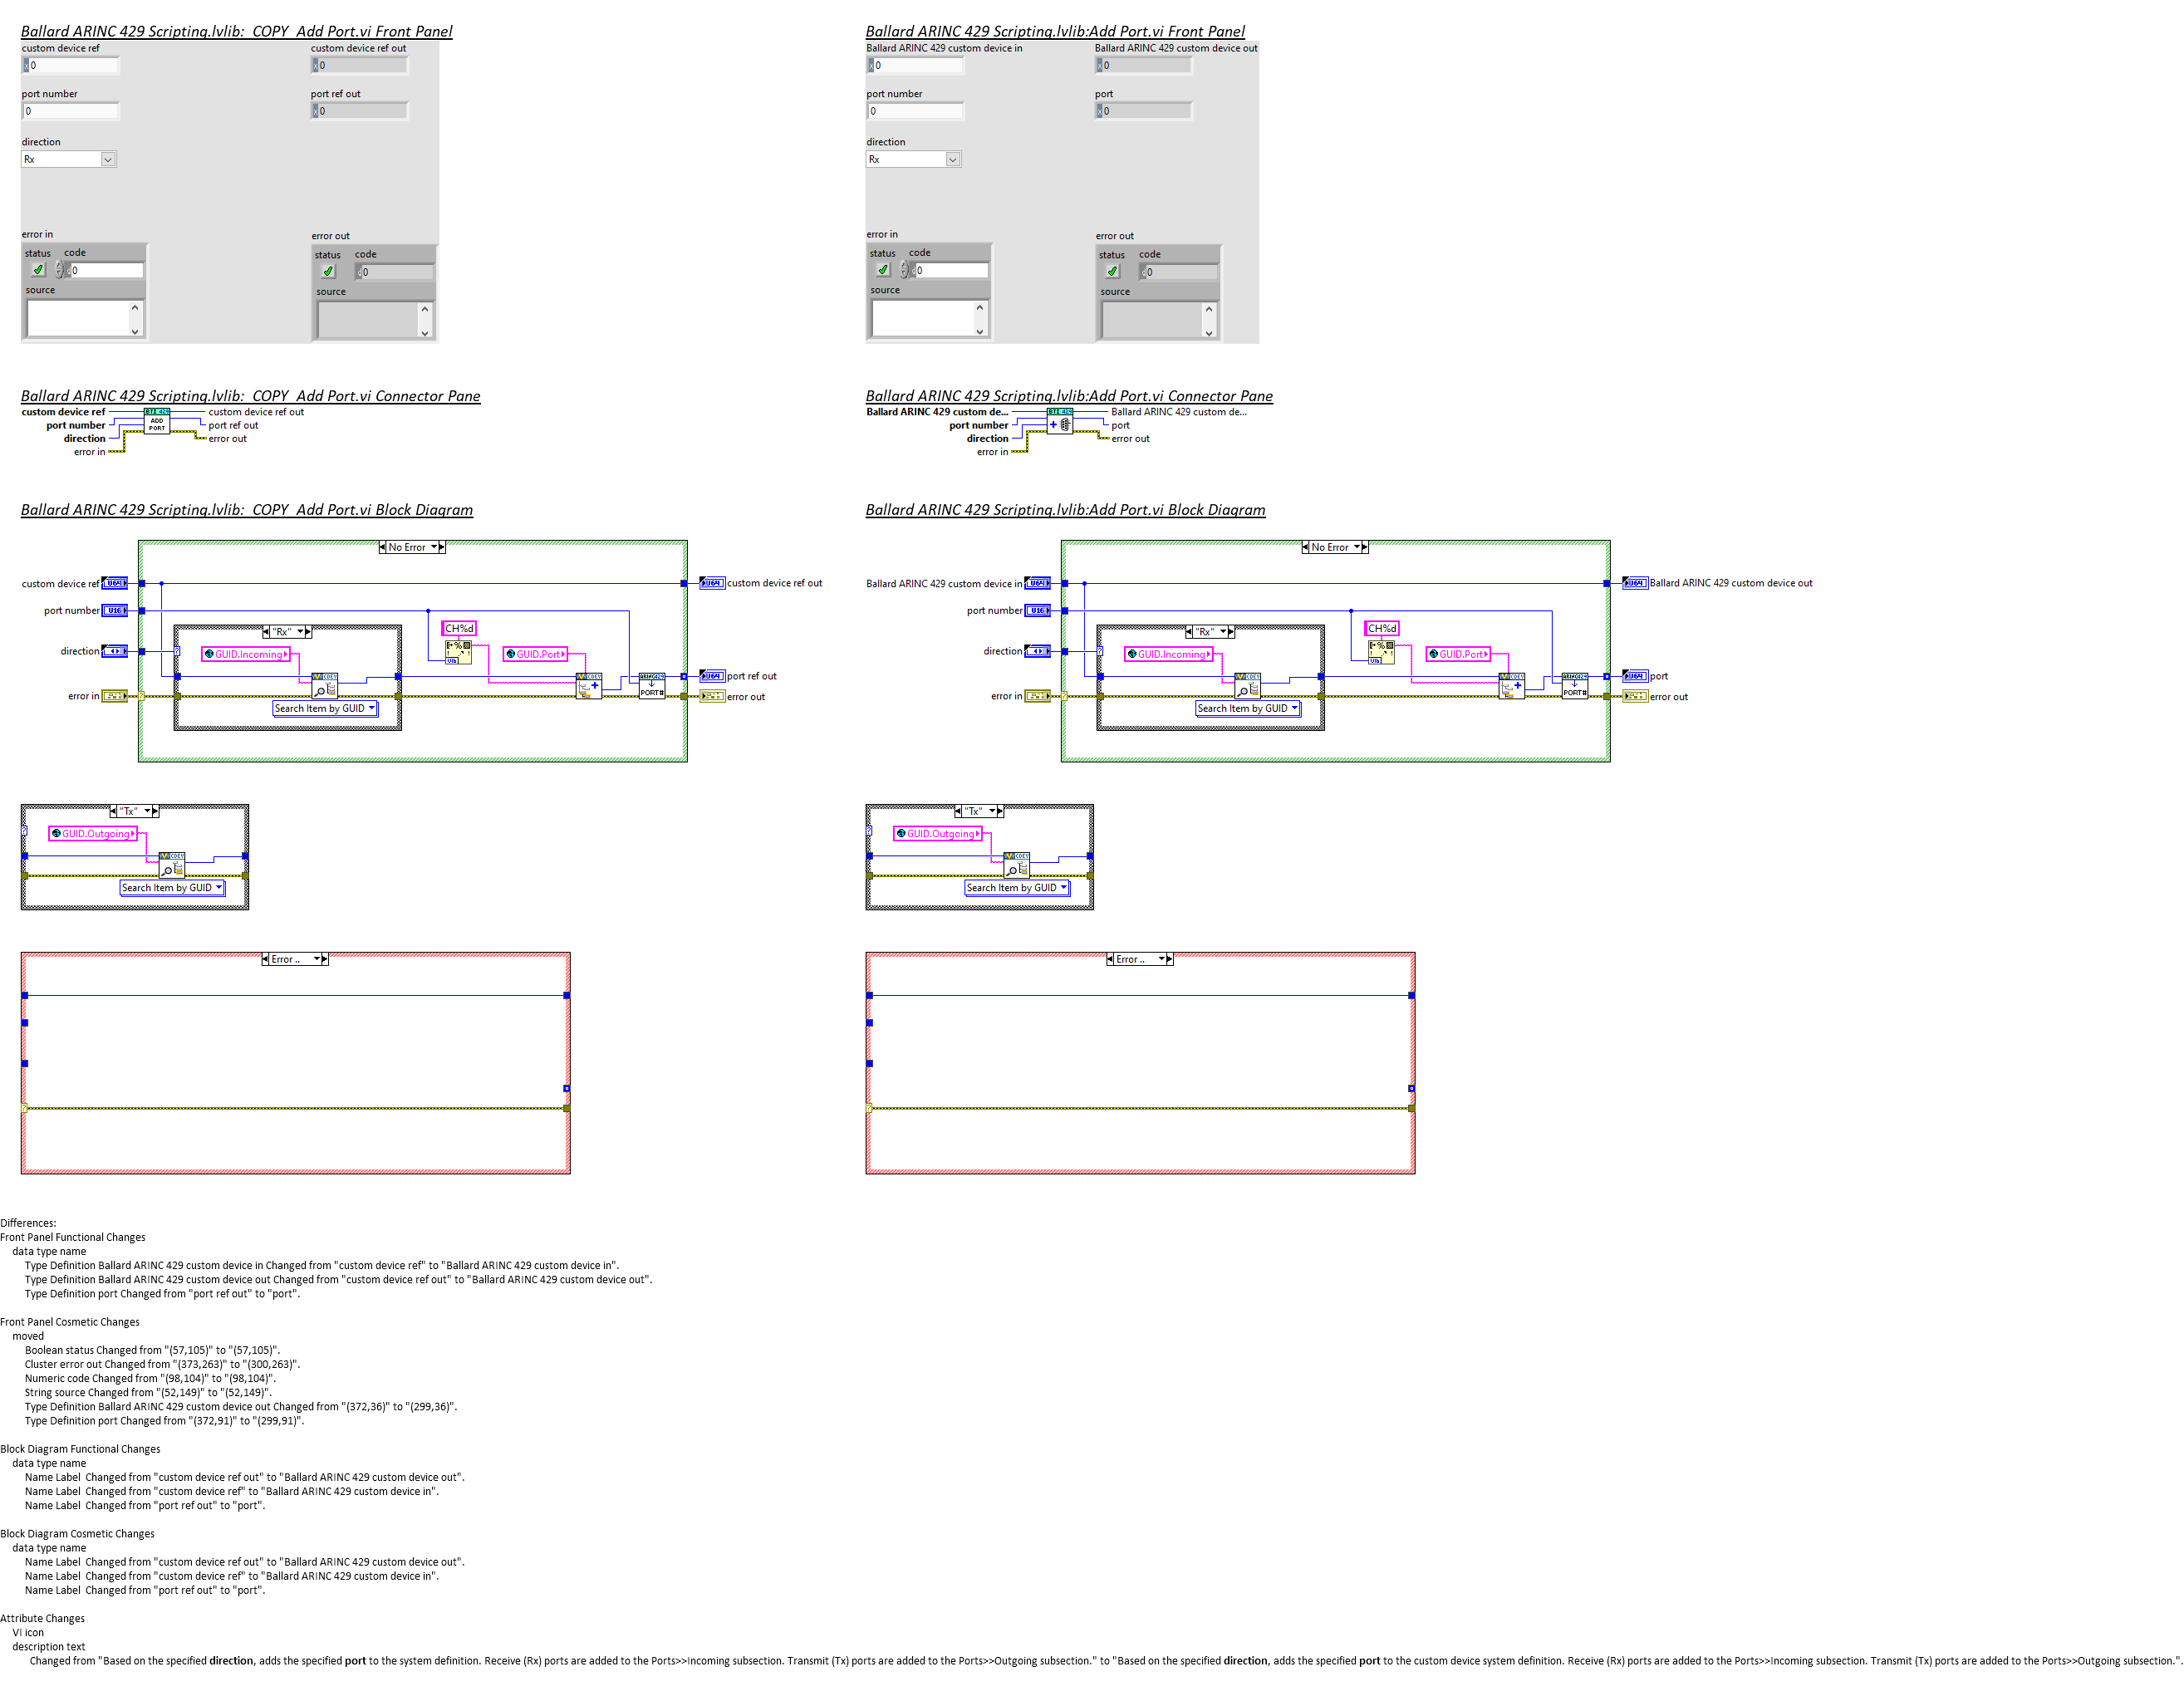 Ballard ARINC 429 Scripting.lvlib:  COPY  Add Port.vi Front Panel
custom device ref
custom device ref out
x 0
x 0
port number
port ref out
0
x 0
direction
Rx
error in
error out
status
code
status
code
d 0
d 0
source
source
Ballard ARINC 429 Scripting.lvlib:Add Port.vi Front Panel
Ballard ARINC 429 custom device in
Ballard ARINC 429 custom device out
x 0
x 0
port number
port
0
x 0
direction
Rx
error in
error out
status
code
status
code
d 0
d 0
source
source
Ballard ARINC 429 Scripting.lvlib:  COPY  Add Port.vi Connector Pane
custom device ref
custom device ref out
port number
port ref out
direction
error out
error in
BTI 429
ADD
PORT
Ballard ARINC 429 Scripting.lvlib:Add Port.vi Connector Pane
Ballard ARINC 429 custom de...
Ballard ARINC 429 custom de...
port number
port
direction
error out
error in
BTI 429
Ballard ARINC 429 Scripting.lvlib:  COPY  Add Port.vi Block Diagram
No Error
custom device ref
U64
U64
custom device ref out
port number
U16
CH%d
"Rx"
direction
GUID.Incoming
GUID.Port
CDEV
CDEV
port ref out
U64
PORT#
error in
error out
Search Item by GUID
"Tx"
GUID.Outgoing
CDEV
Search Item by GUID
Error ..
Ballard ARINC 429 Scripting.lvlib:Add Port.vi Block Diagram
No Error
Ballard ARINC 429 custom device in
U64
U64
Ballard ARINC 429 custom device out
port number
U16
CH%d
"Rx"
direction
GUID.Incoming
GUID.Port
CDEV
CDEV
port
U64
PORT#
error in
error out
Search Item by GUID
"Tx"
GUID.Outgoing
CDEV
Search Item by GUID
Error ..
Differences:
Front Panel Functional Changes
data type name
Type Definition Ballard ARINC 429 custom device in Changed from "custom device ref" to "Ballard ARINC 429 custom device in".
Type Definition Ballard ARINC 429 custom device out Changed from "custom device ref out" to "Ballard ARINC 429 custom device out".
Type Definition port Changed from "port ref out" to "port".
Front Panel Cosmetic Changes
moved
Boolean status Changed from "(57,105)" to "(57,105)".
Cluster error out Changed from "(373,263)" to "(300,263)".
Numeric code Changed from "(98,104)" to "(98,104)".
String source Changed from "(52,149)" to "(52,149)".
Type Definition Ballard ARINC 429 custom device out Changed from "(372,36)" to "(299,36)".
Type Definition port Changed from "(372,91)" to "(299,91)".
Block Diagram Functional Changes
data type name
Name Label  Changed from "custom device ref out" to "Ballard ARINC 429 custom device out".
Name Label  Changed from "custom device ref" to "Ballard ARINC 429 custom device in".
Name Label  Changed from "port ref out" to "port".
Block Diagram Cosmetic Changes
data type name
Name Label  Changed from "custom device ref out" to "Ballard ARINC 429 custom device out".
Name Label  Changed from "custom device ref" to "Ballard ARINC 429 custom device in".
Name Label  Changed from "port ref out" to "port".
Attribute Changes
VI icon
description text
Changed from "Based on the specified direction, adds the specified port to the system definition. Receive (Rx) ports are added to the Ports>>Incoming subsection. Transmit (Tx) ports are added to the Ports>>Outgoing subsection." to "Based on the specified direction, adds the specified port to the custom device system definition. Receive (Rx) ports are added to the Ports>>Incoming subsection. Transmit (Tx) ports are added to the Ports>>Outgoing subsection.".